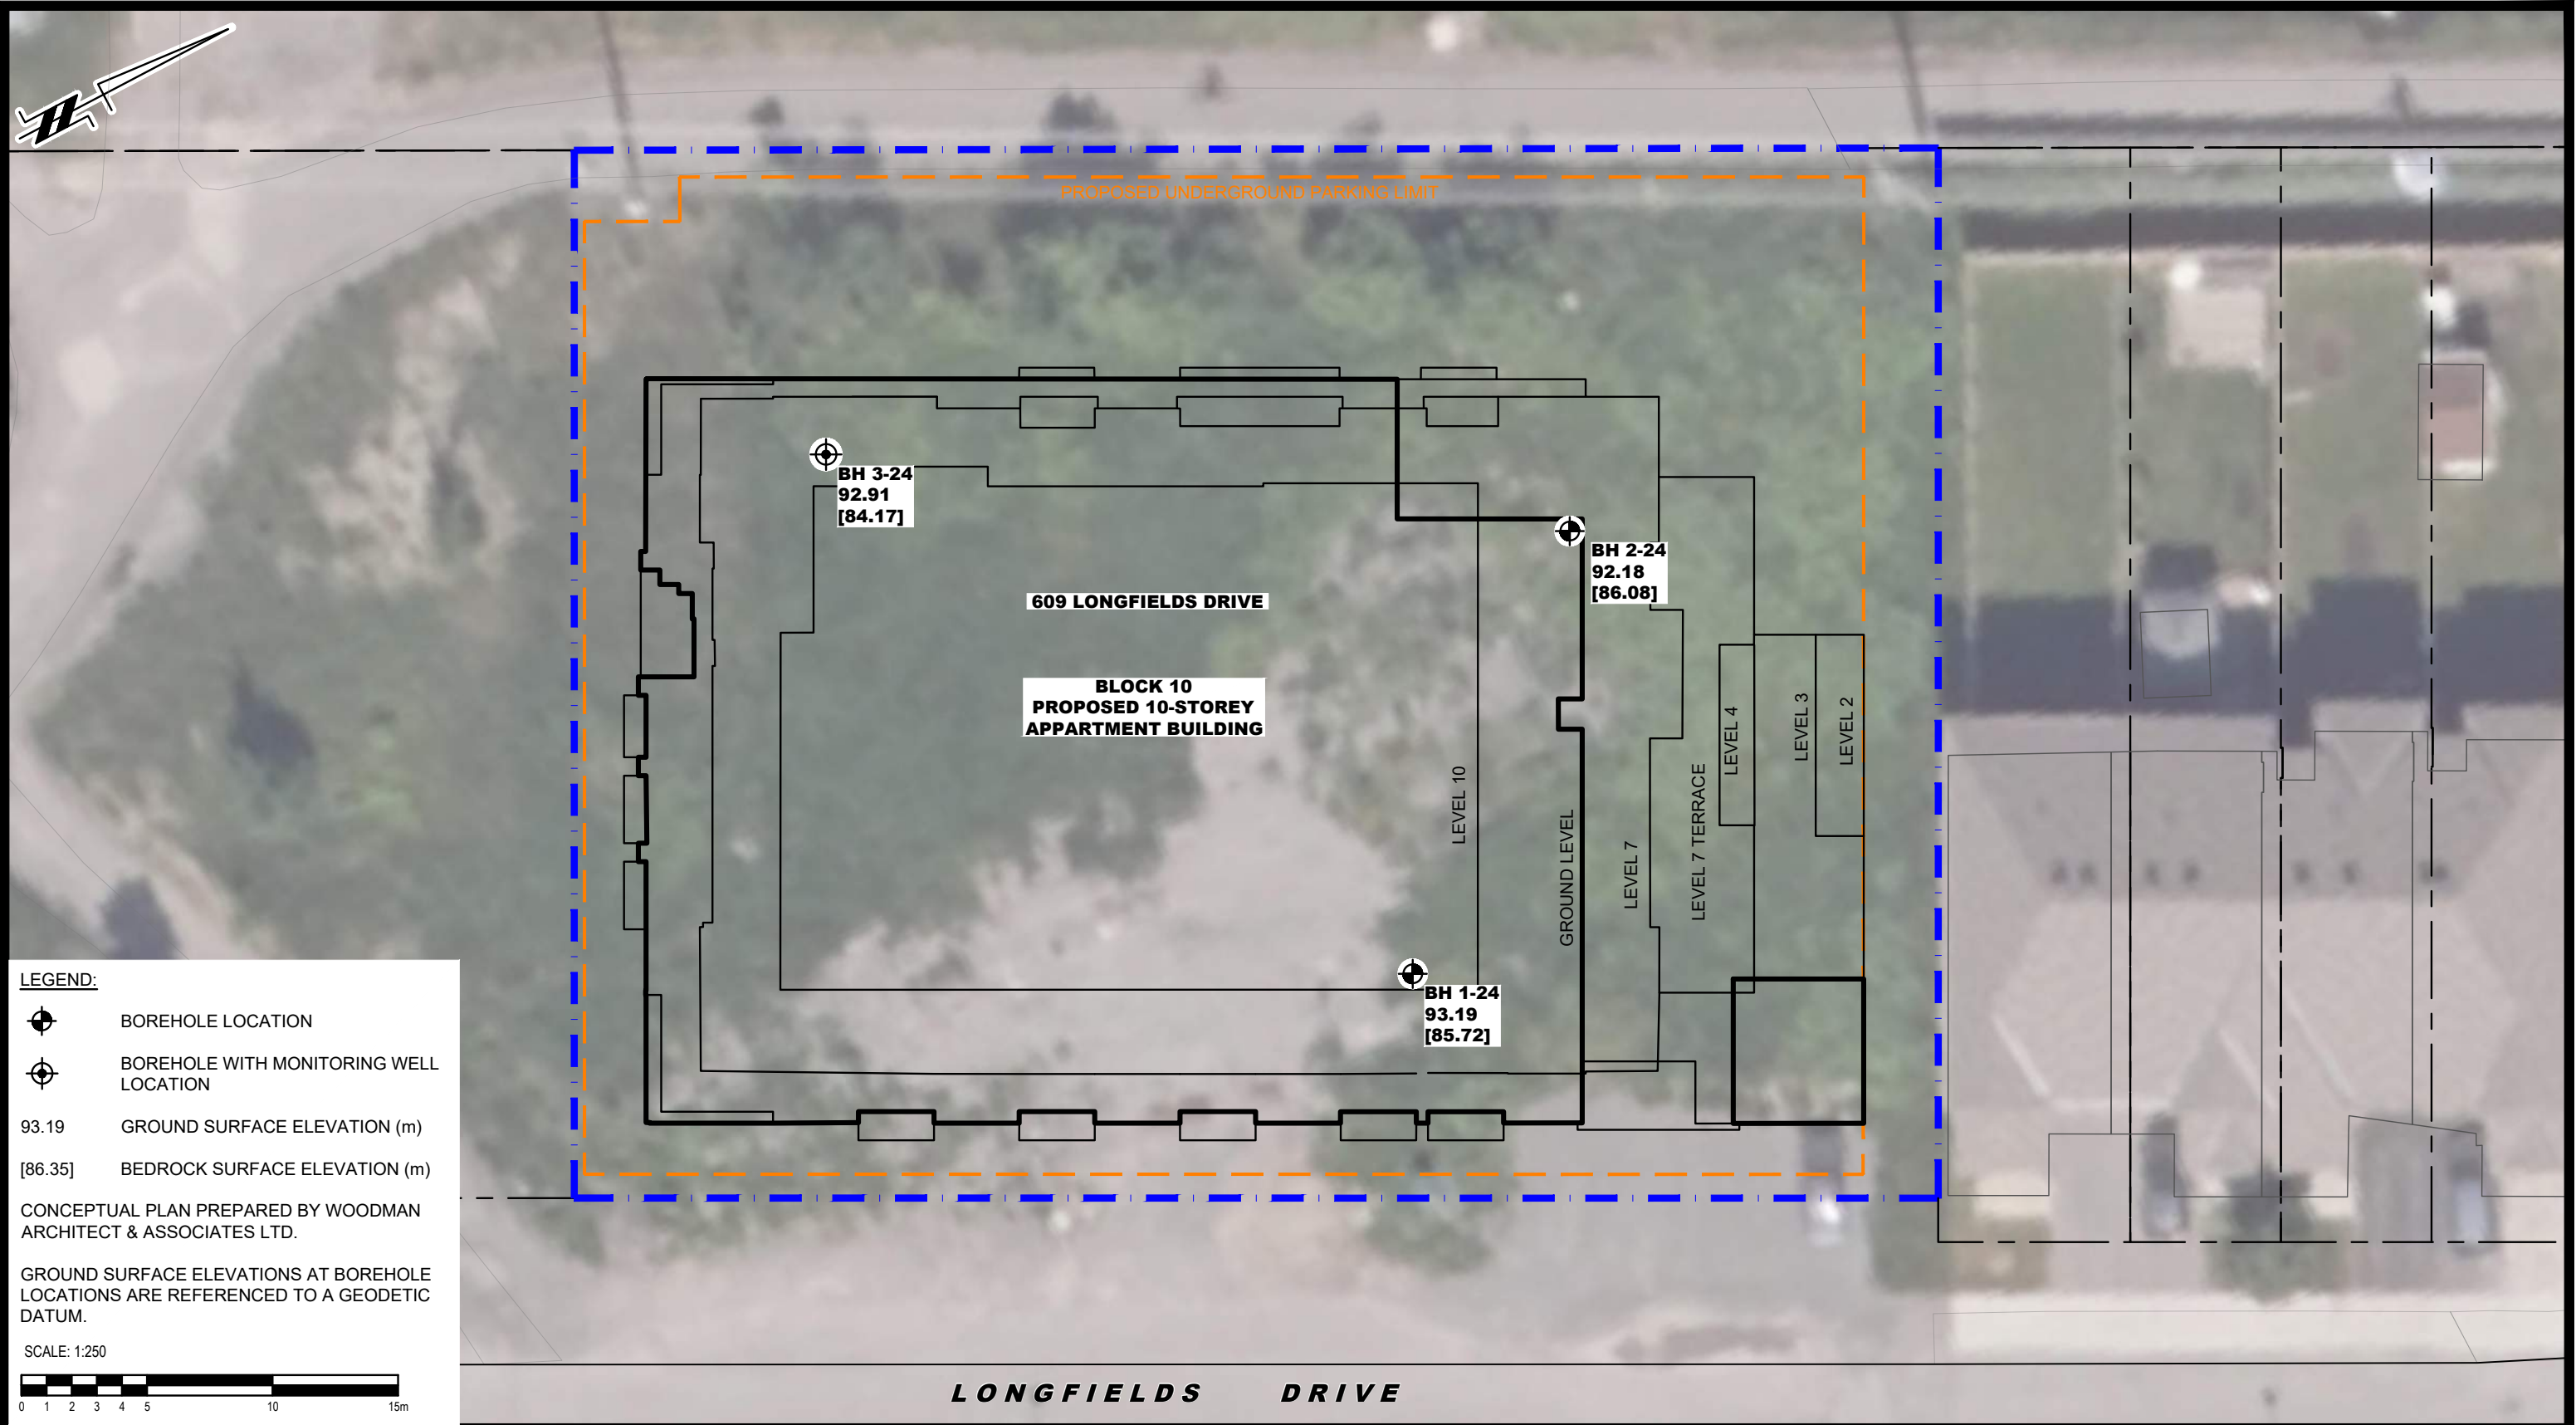 PROPOSED UNDERGROUND PARKING LIMIT
BH 3-24
92.91
[84.17]
BH 2-24
92.18
[86.08]
609 LONGFIELDS DRIVE
BLOCK 10
PROPOSED 10-STOREY
APPARTMENT BUILDING
LEVEL 10
GROUND LEVEL
LEVEL 7
LEVEL 7 TERRACE
LEVEL 4
LEVEL 3
LEVEL 2
BH 1-24
93.19
[85.72]
LEGEND:
BOREHOLE LOCATION
BOREHOLE WITH MONITORING WELL
LOCATION
93.19 GROUND SURFACE ELEVATION (m)
[86.35] BEDROCK SURFACE ELEVATION (m)
CONCEPTUAL PLAN PREPARED BY WOODMAN
ARCHITECT & ASSOCIATES LTD.
GROUND SURFACE ELEVATIONS AT BOREHOLE
LOCATIONS ARE REFERENCED TO A GEODETIC
DATUM.
SCALE: 1:250
0 1 2 3 4 5 10 15m
LONGFIELDS DRIVE